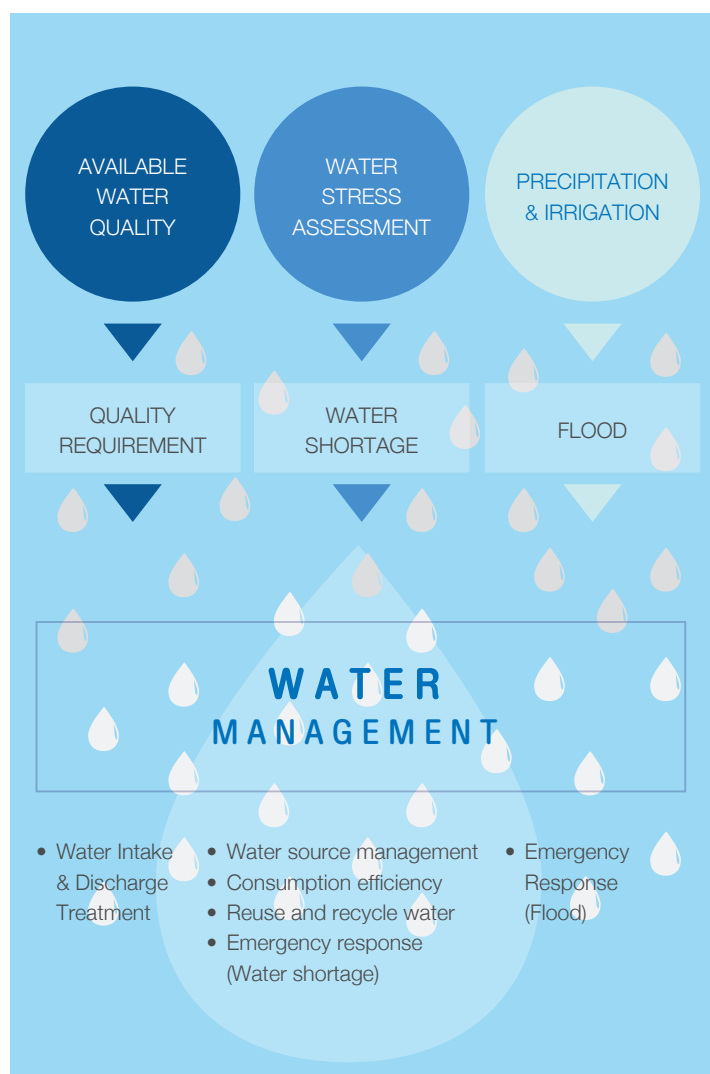 AVAILABLE
WATER
QUALITY
WATER
STRESS
ASSESSMENT
PRECIPITATION
& IRRIGATION
QUALITY
REQUIREMENT
WATER
SHORTAGE
FLOOD
WATER
MANAGEMENT
• Water Intake
& Discharge
Treatment
• Water source management
• Consumption efficiency
• Reuse and recycle water
• Emergency response
(Water shortage)
• Emergency
Response
(Flood)